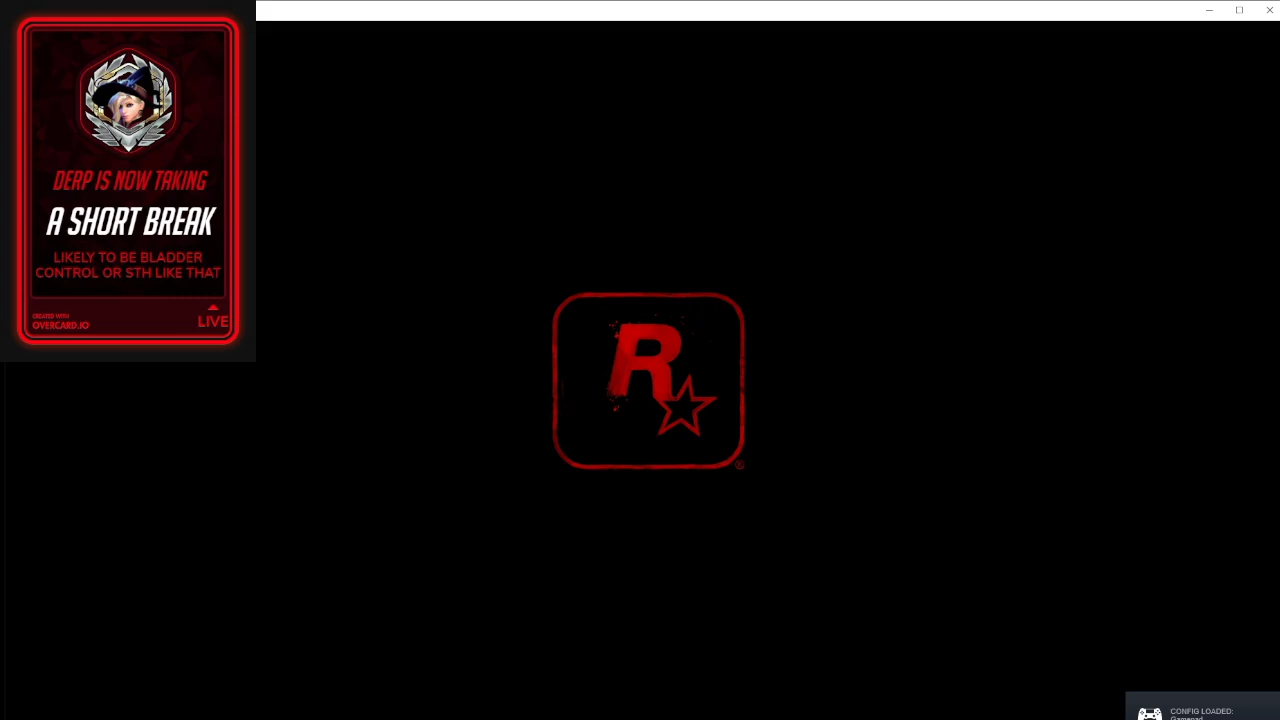 DERP IS NOW TAKING
A SHORT BREAK
LIKELY TO BE BLADDER
CONTROL OR STH LIKE THAT
CREATED WITH
OVERCARD.IO
LIVE
R
®
CONFIG LOADED:
Gamepad